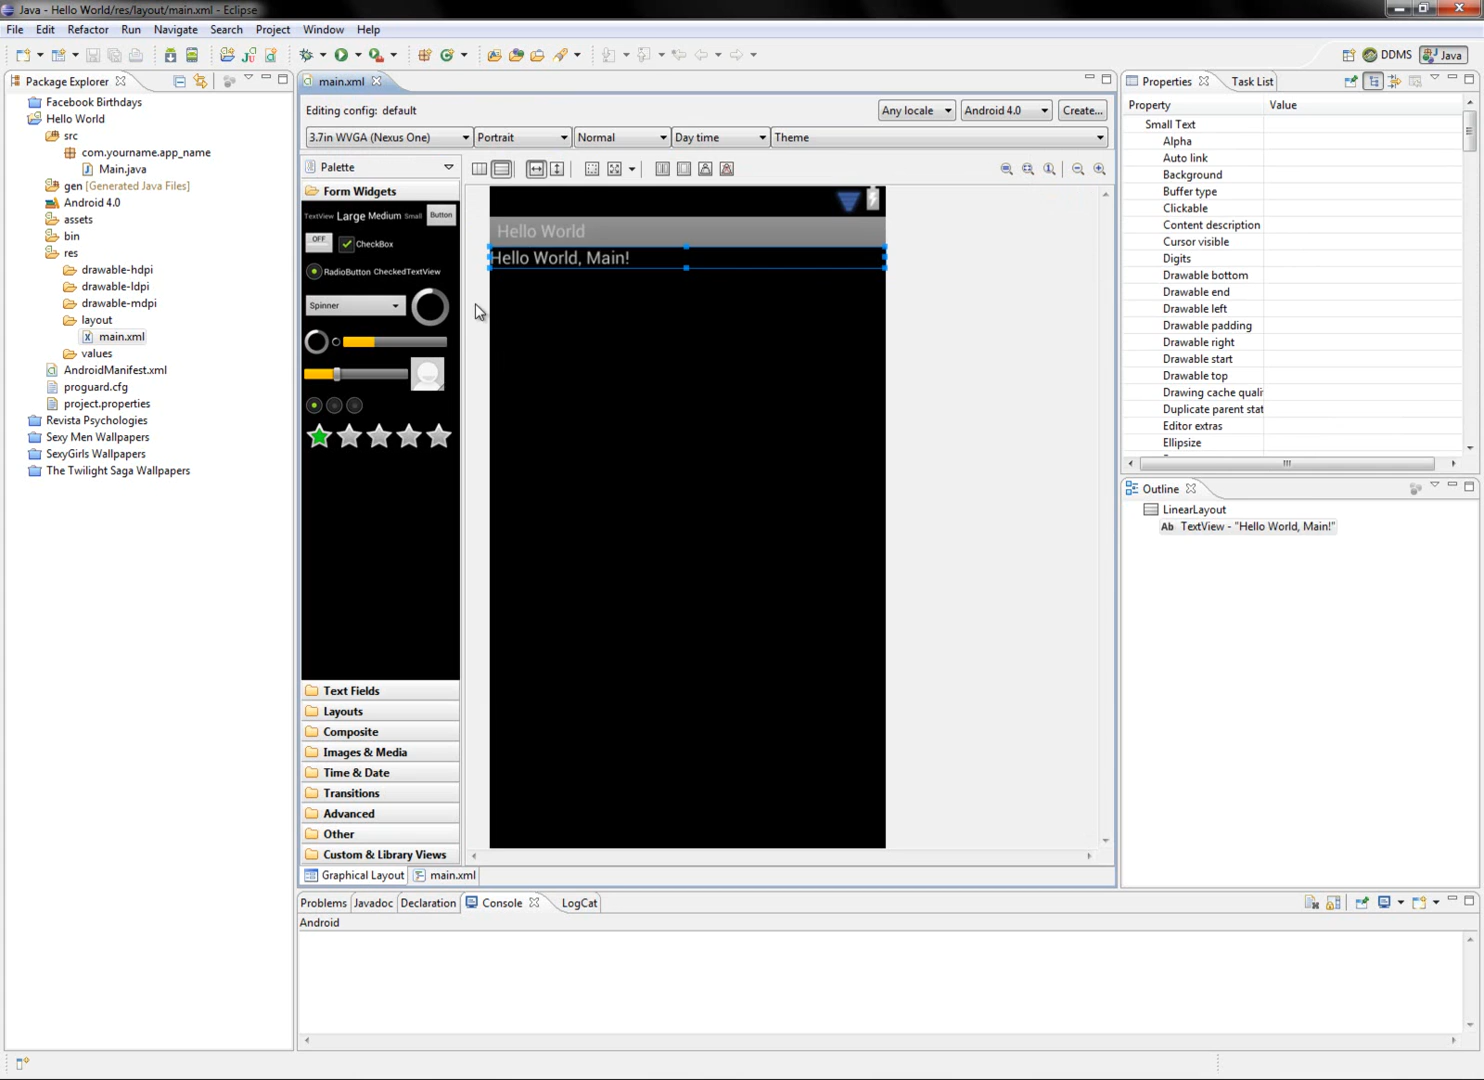 Java - Hello World/res/layout/main.xml - Eclipse
File Edit Refactor Run Navigate Search Project Window Help
DDMS Java
Package Explorer
Facebook Birthdays
Hello World
src
com.yourname.app_name
Main.java
gen [Generated Java Files]
Android 4.0
assets
bin
res
drawable-hdpi
drawable-ldpi
drawable-mdpi
layout
main.xml
values
AndroidManifest.xml
proguard.cfg
project.properties
Revista Psychologies
Sexy Men Wallpapers
SexyGirls Wallpapers
The Twilight Saga Wallpapers
main.xml
Editing config: default
Any locale Android 4.0 Create...
3.7in WVGA (Nexus One) Portrait Normal Day time Theme
Palette
Form Widgets
TextView Large Medium Small Button
OFF CheckBox
RadioButton CheckedTextView
Spinner
Text Fields
Layouts
Composite
Images & Media
Time & Date
Transitions
Advanced
Other
Custom & Library Views
Hello World
Hello World, Main!
Graphical Layout main.xml
Properties Task List
Property Value
Small Text
Alpha
Auto link
Background
Buffer type
Clickable
Content description
Cursor visible
Digits
Drawable bottom
Drawable end
Drawable left
Drawable padding
Drawable right
Drawable start
Drawable top
Drawing cache quali
Duplicate parent stat
Editor extras
Ellipsize
Outline
LinearLayout
Ab TextView - "Hello World, Main!"
Problems Javadoc Declaration Console LogCat
Android